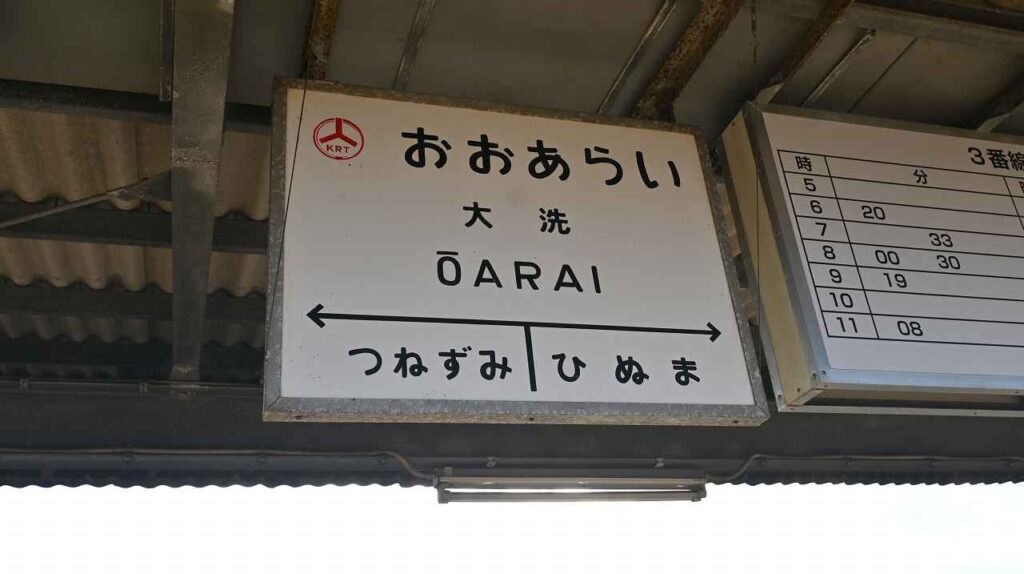 KRT
おおあらい
大洗
ŌARAI
つねずみ ひぬま
3番線
時 分
5
6 20
7 33
8 00 30
9 19
10
11 08